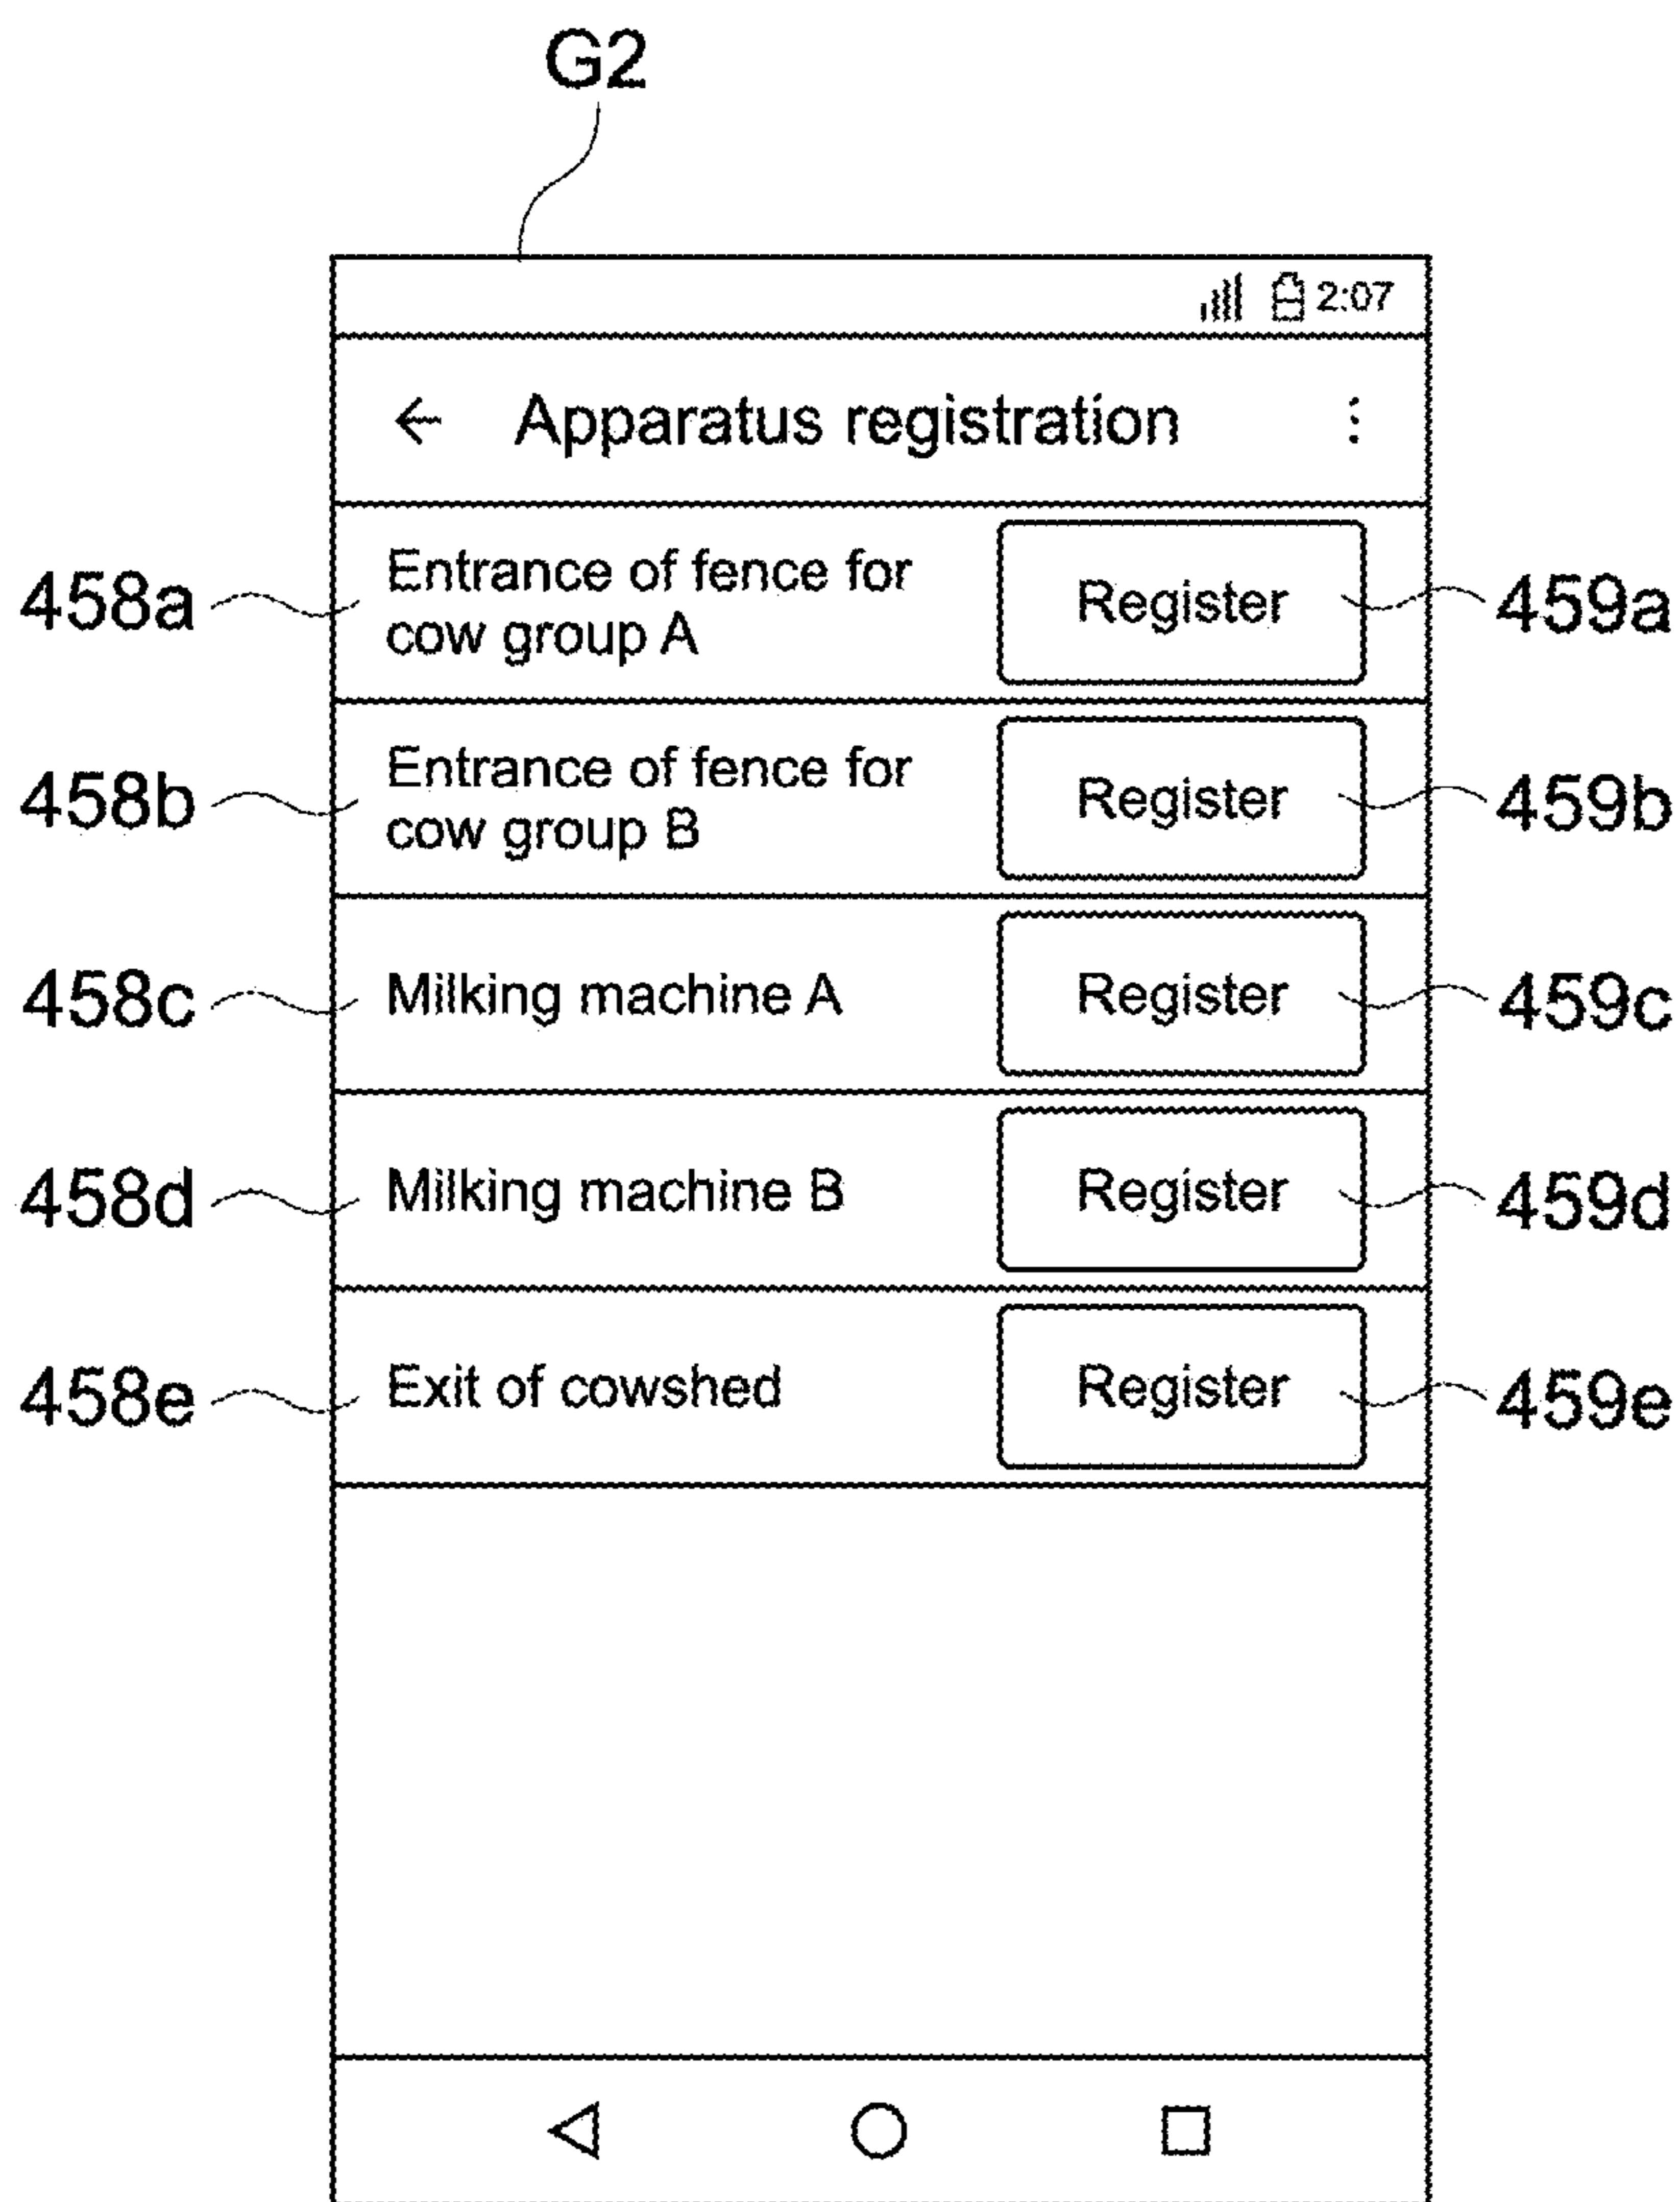 G2
2:07
Apparatus registration
458a
Entrance of fence for
cow group A
Register
459a
458b
Entrance of fence for
cow group B
Register
459b
458c
Milking machine A
Register
459c
458d
Milking machine B
Register
459d
458e
Exit of cowshed
Register
459e